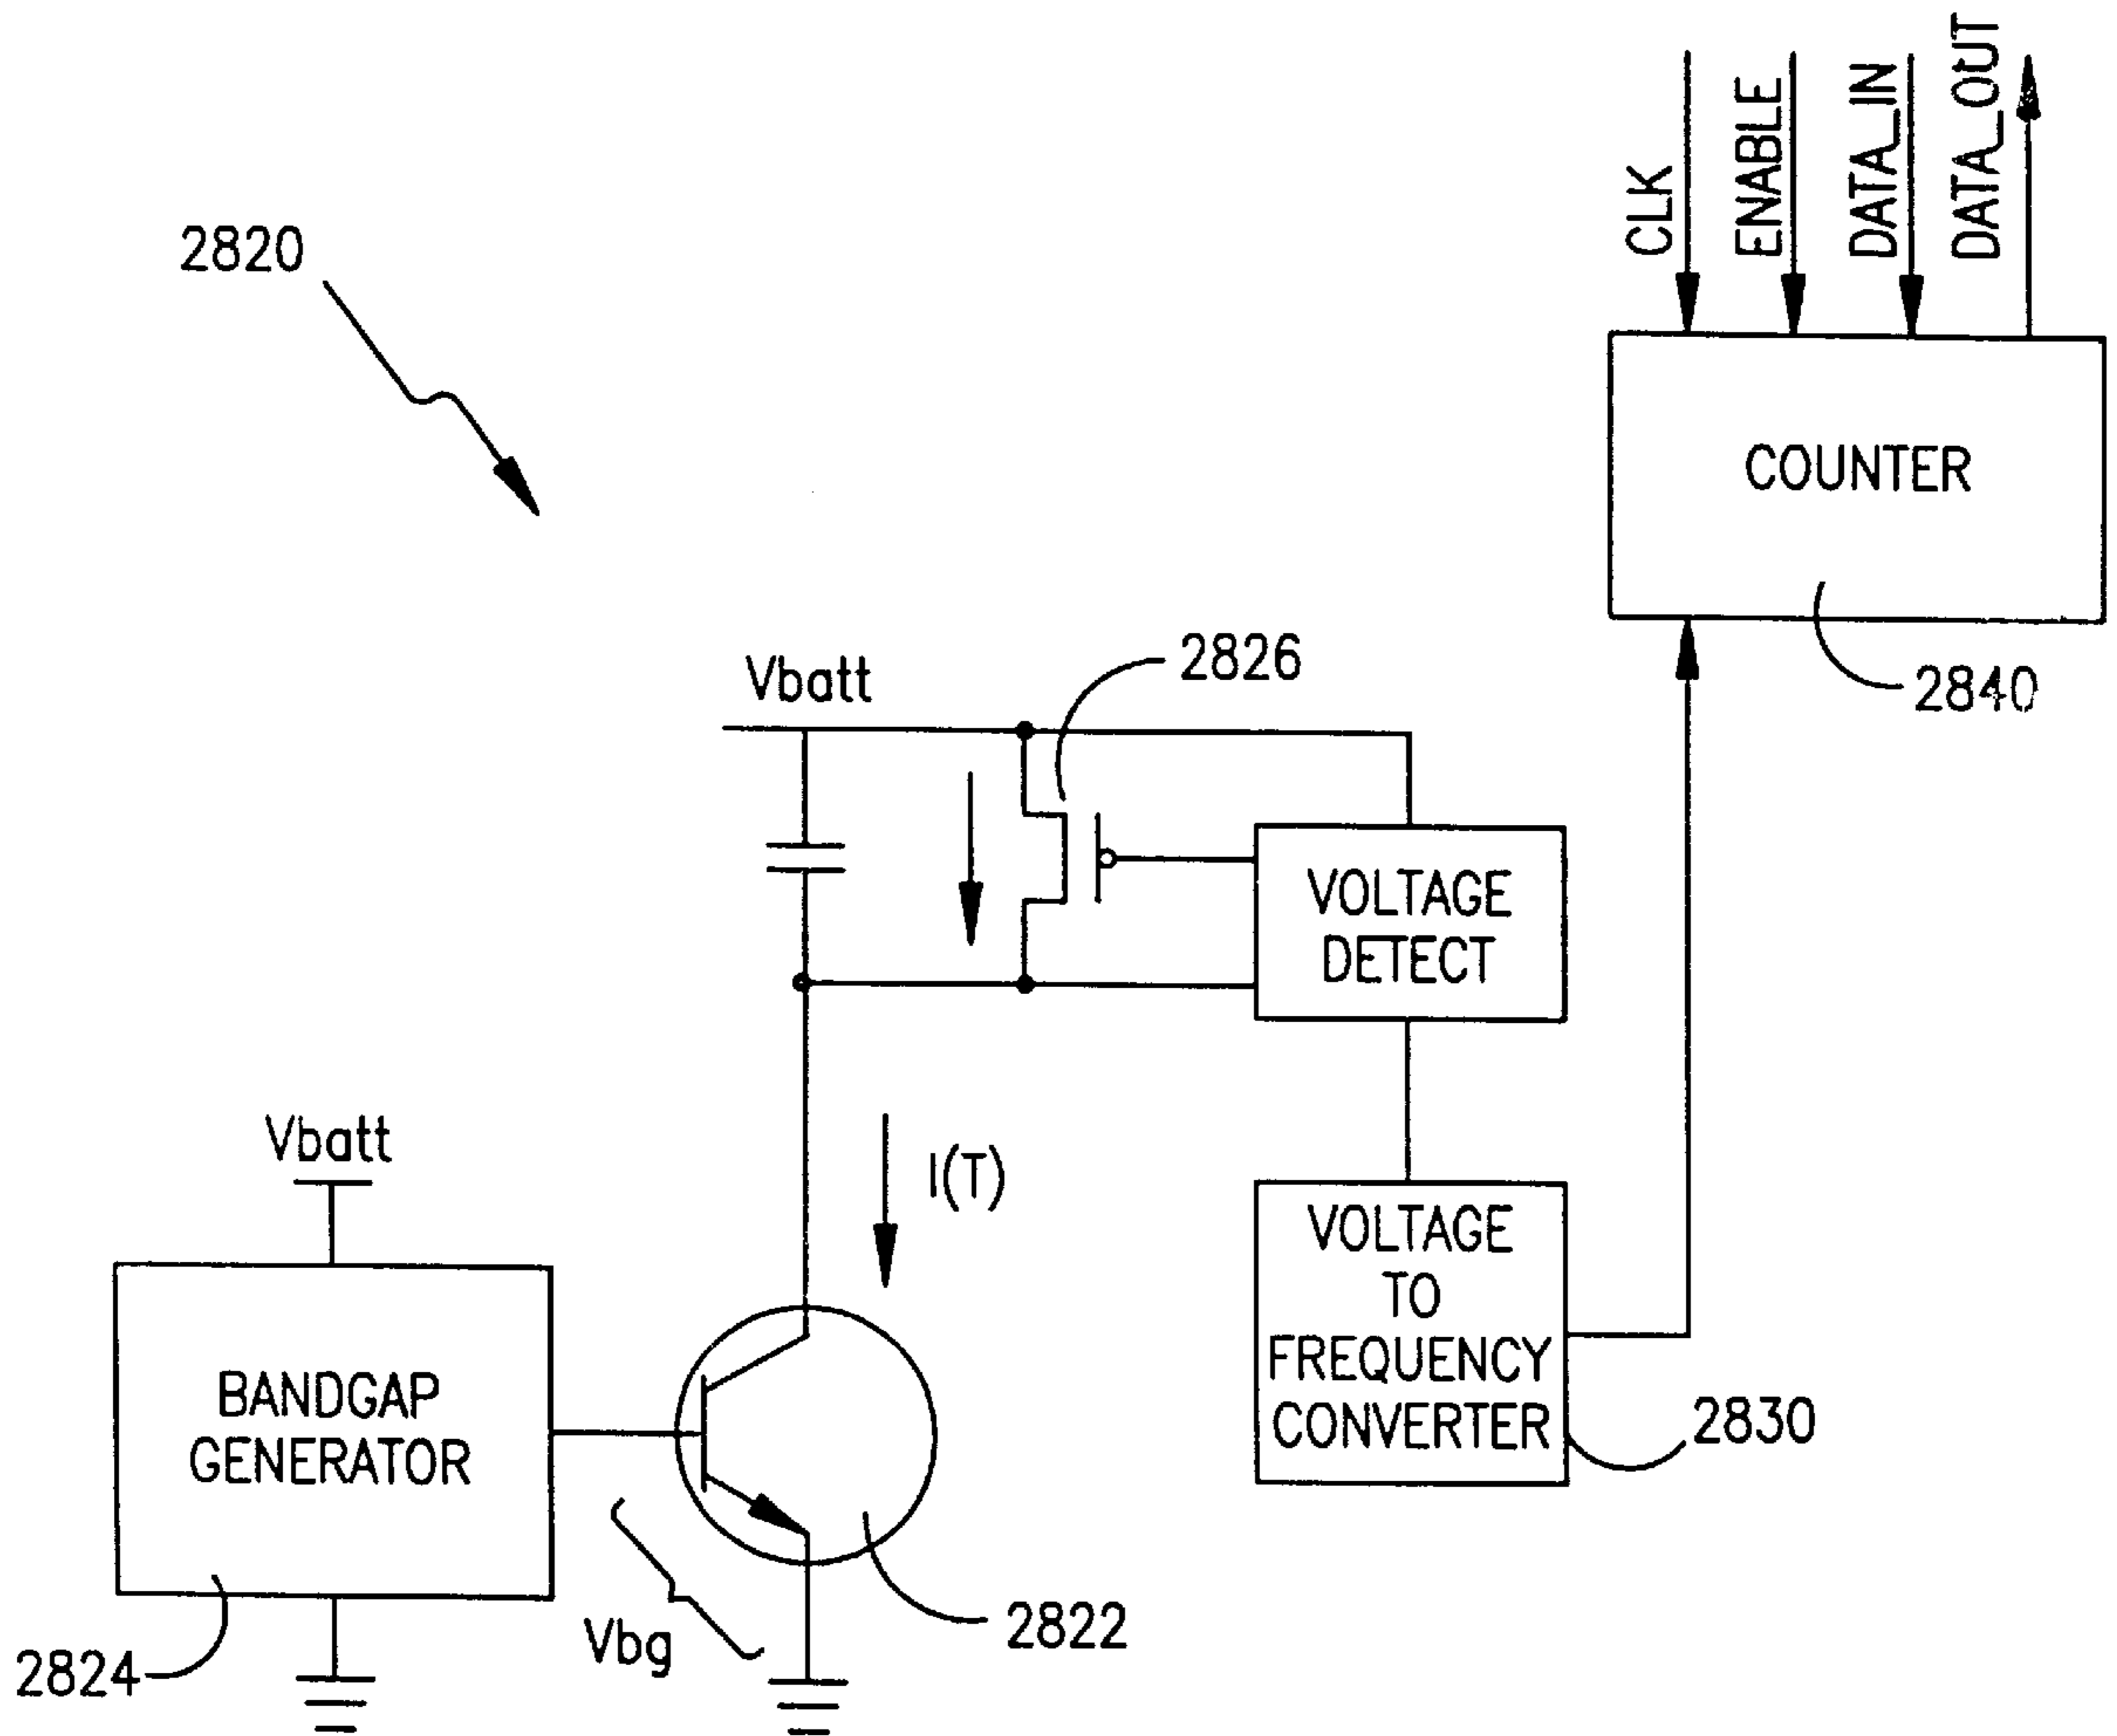 CLK
ENABLE
DATA_IN
DATA_OUT
2820
COUNTER
2840
Vbatt
2826
VOLTAGE
DETECT
Vbatt
I(T)
VOLTAGE
TO
FREQUENCY
CONVERTER
2830
BANDGAP
GENERATOR
Vbg
2822
2824